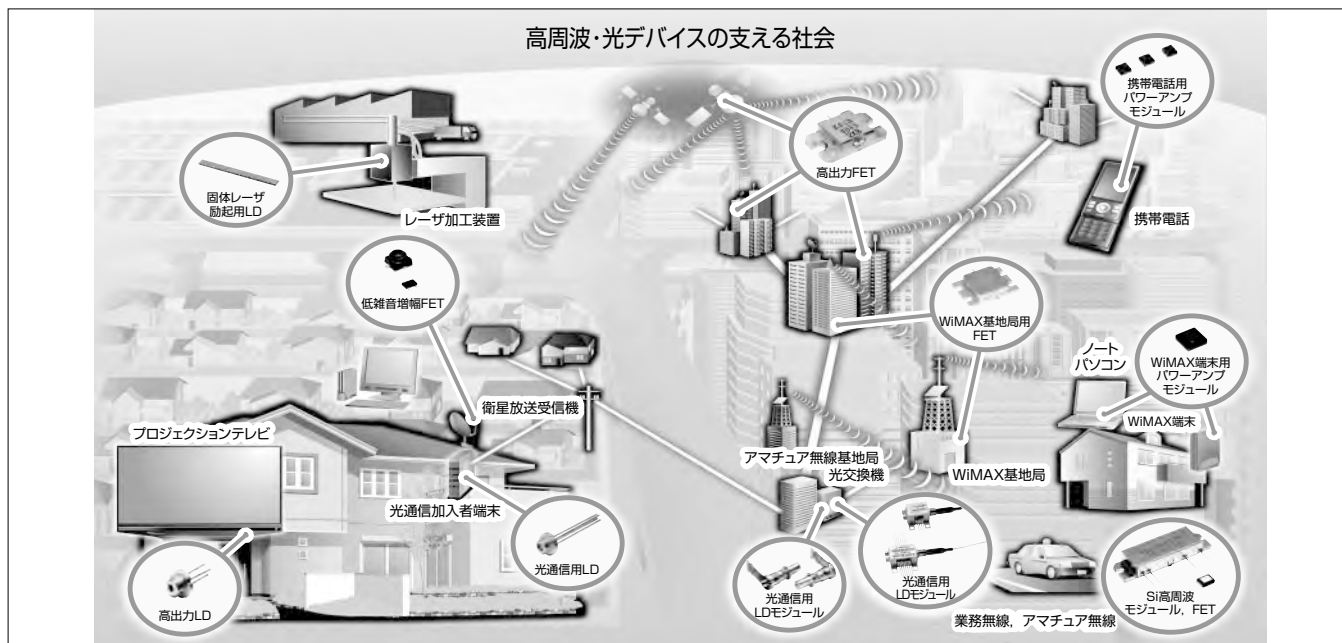 高周波・光デバイスの支える社会
携帯電話用
パワーアンプ
モジュール
高出力FET
固体レーザ
励起用LD
レーザ加工装置
携帯電話
低雑音増幅FET
WiMAX基地局用
FET
ノート
パソコン
WiMAX端末用
パワーアンプ
モジュール
WiMAX端末
衛星放送受信機
プロジェクションテレビ
アマチュア無線基地局
光交換機
WiMAX基地局
光通信加入者端末
光通信用LD
高出力LD
光通信用
LDモジュール
光通信用
LDモジュール
Si高周波
モジュール，FET
業務無線，アマチュア無線